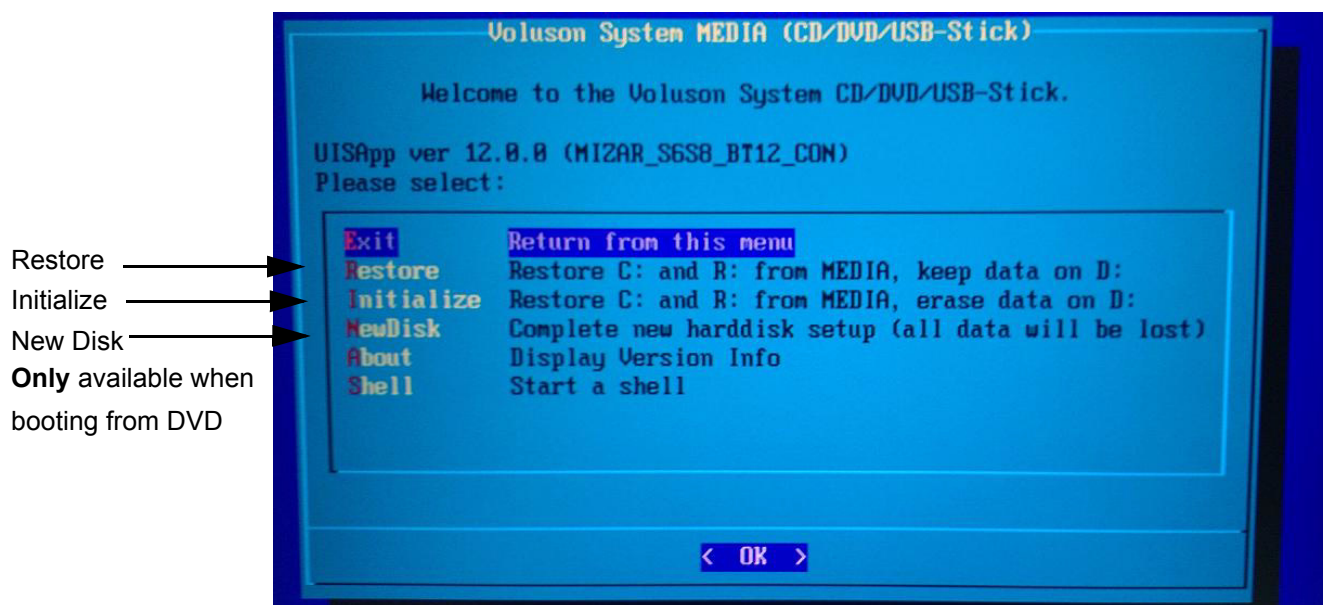 Voluson System MEDIA (CD/DVD/USB-Stick)
Welcome to the Voluson System CD/DVD/USB-Stick.
UISApp ver 12.0.0 (MIZAR_S6S8_BT12_CON)
Please select:
Exit Return from this menu
Restore Restore C: and R: from MEDIA, keep data on D:
Initialize Restore C: and R: from MEDIA, erase data on D:
NewDisk Complete new harddisk setup (all data will be lost)
About Display Version Info
Shell Start a shell
< OK >
Restore
Initialize
New Disk
Only available when
booting from DVD